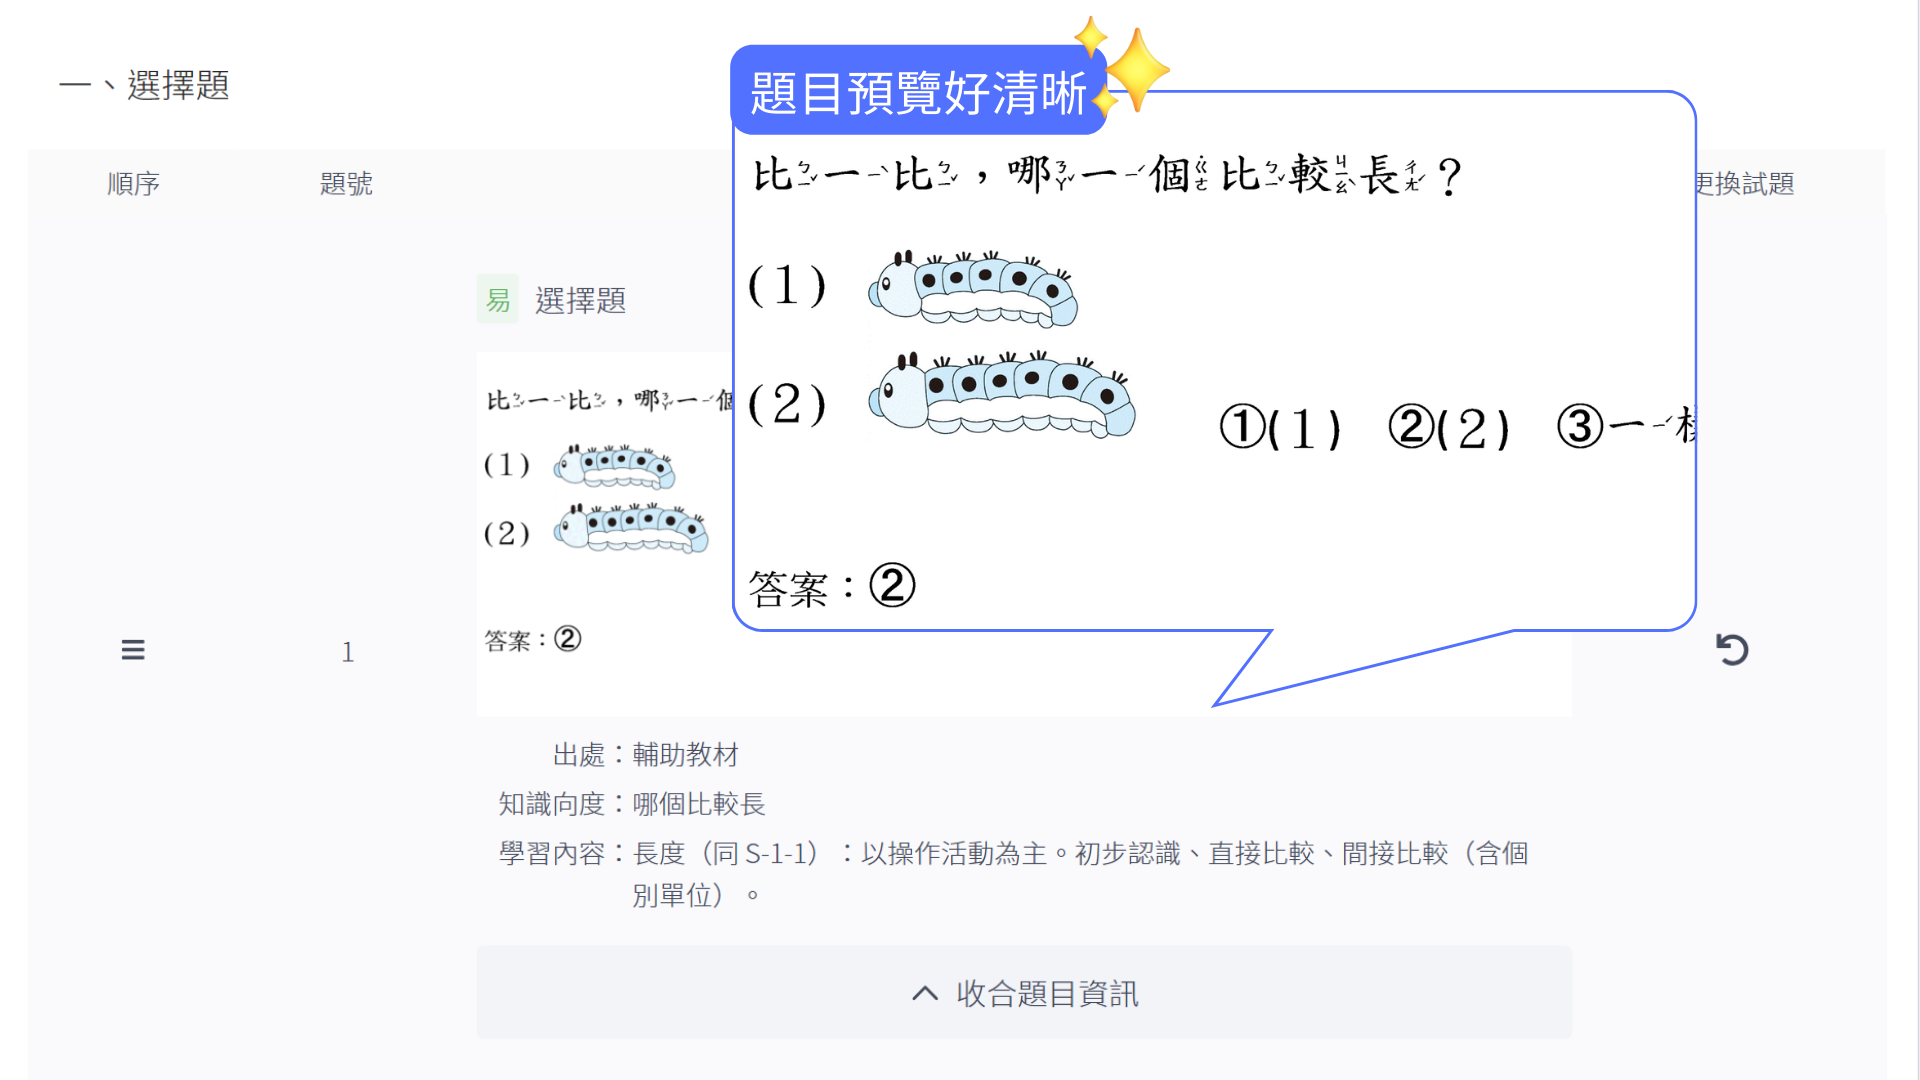 一、選擇題
題目預覽好清晰
順序 題號 更換試題
比ㄅㄧˇ一ㄧˋ比ㄅㄧˇ，哪ㄋㄚˇ一ㄧˊ個ㄍㄜ˙比ㄅㄧˇ較ㄐㄧㄠˋ長ㄔㄤˊ？
(1)
(2)
①(1) ②(2) ③一ㄧˊ
答案：②
易 選擇題
比ㄅㄧˇ一ㄧˋ比ㄅㄧˇ，哪ㄋㄚˇ一ㄧˊ個
(1)
(2)
答案：②
1
出處：輔助教材
知識向度：哪個比較長
學習內容：長度（同 S-1-1）：以操作活動為主。初步認識、直接比較、間接比較（含個
別單位）。
收合題目資訊